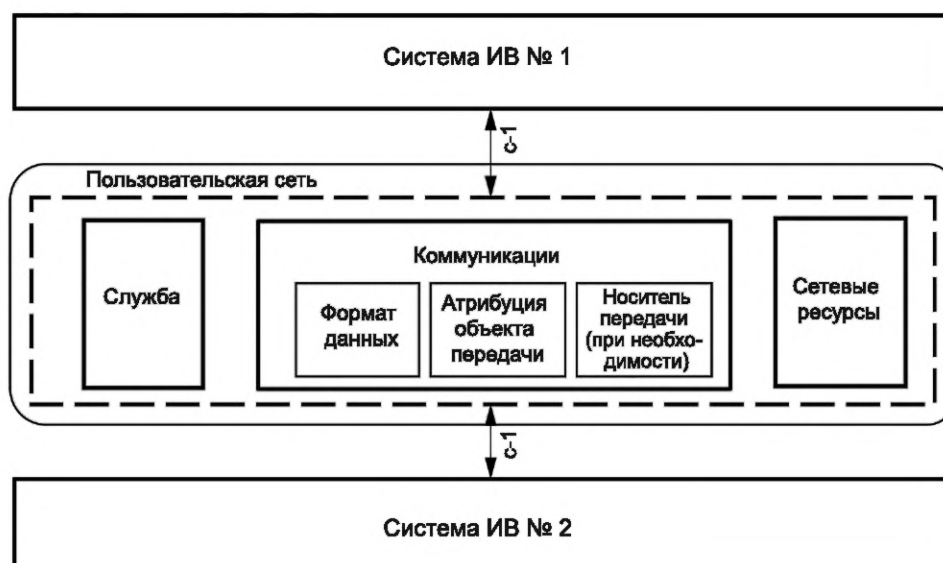 Система ИВ № 1
с-1
Пользовательская сеть
Служба
Коммуникации
Формат
данных
Атрибуция
объекта
передачи
Носитель
передачи
(при необхо-
димости)
Сетевые
ресурсы
с-1
Система ИВ № 2